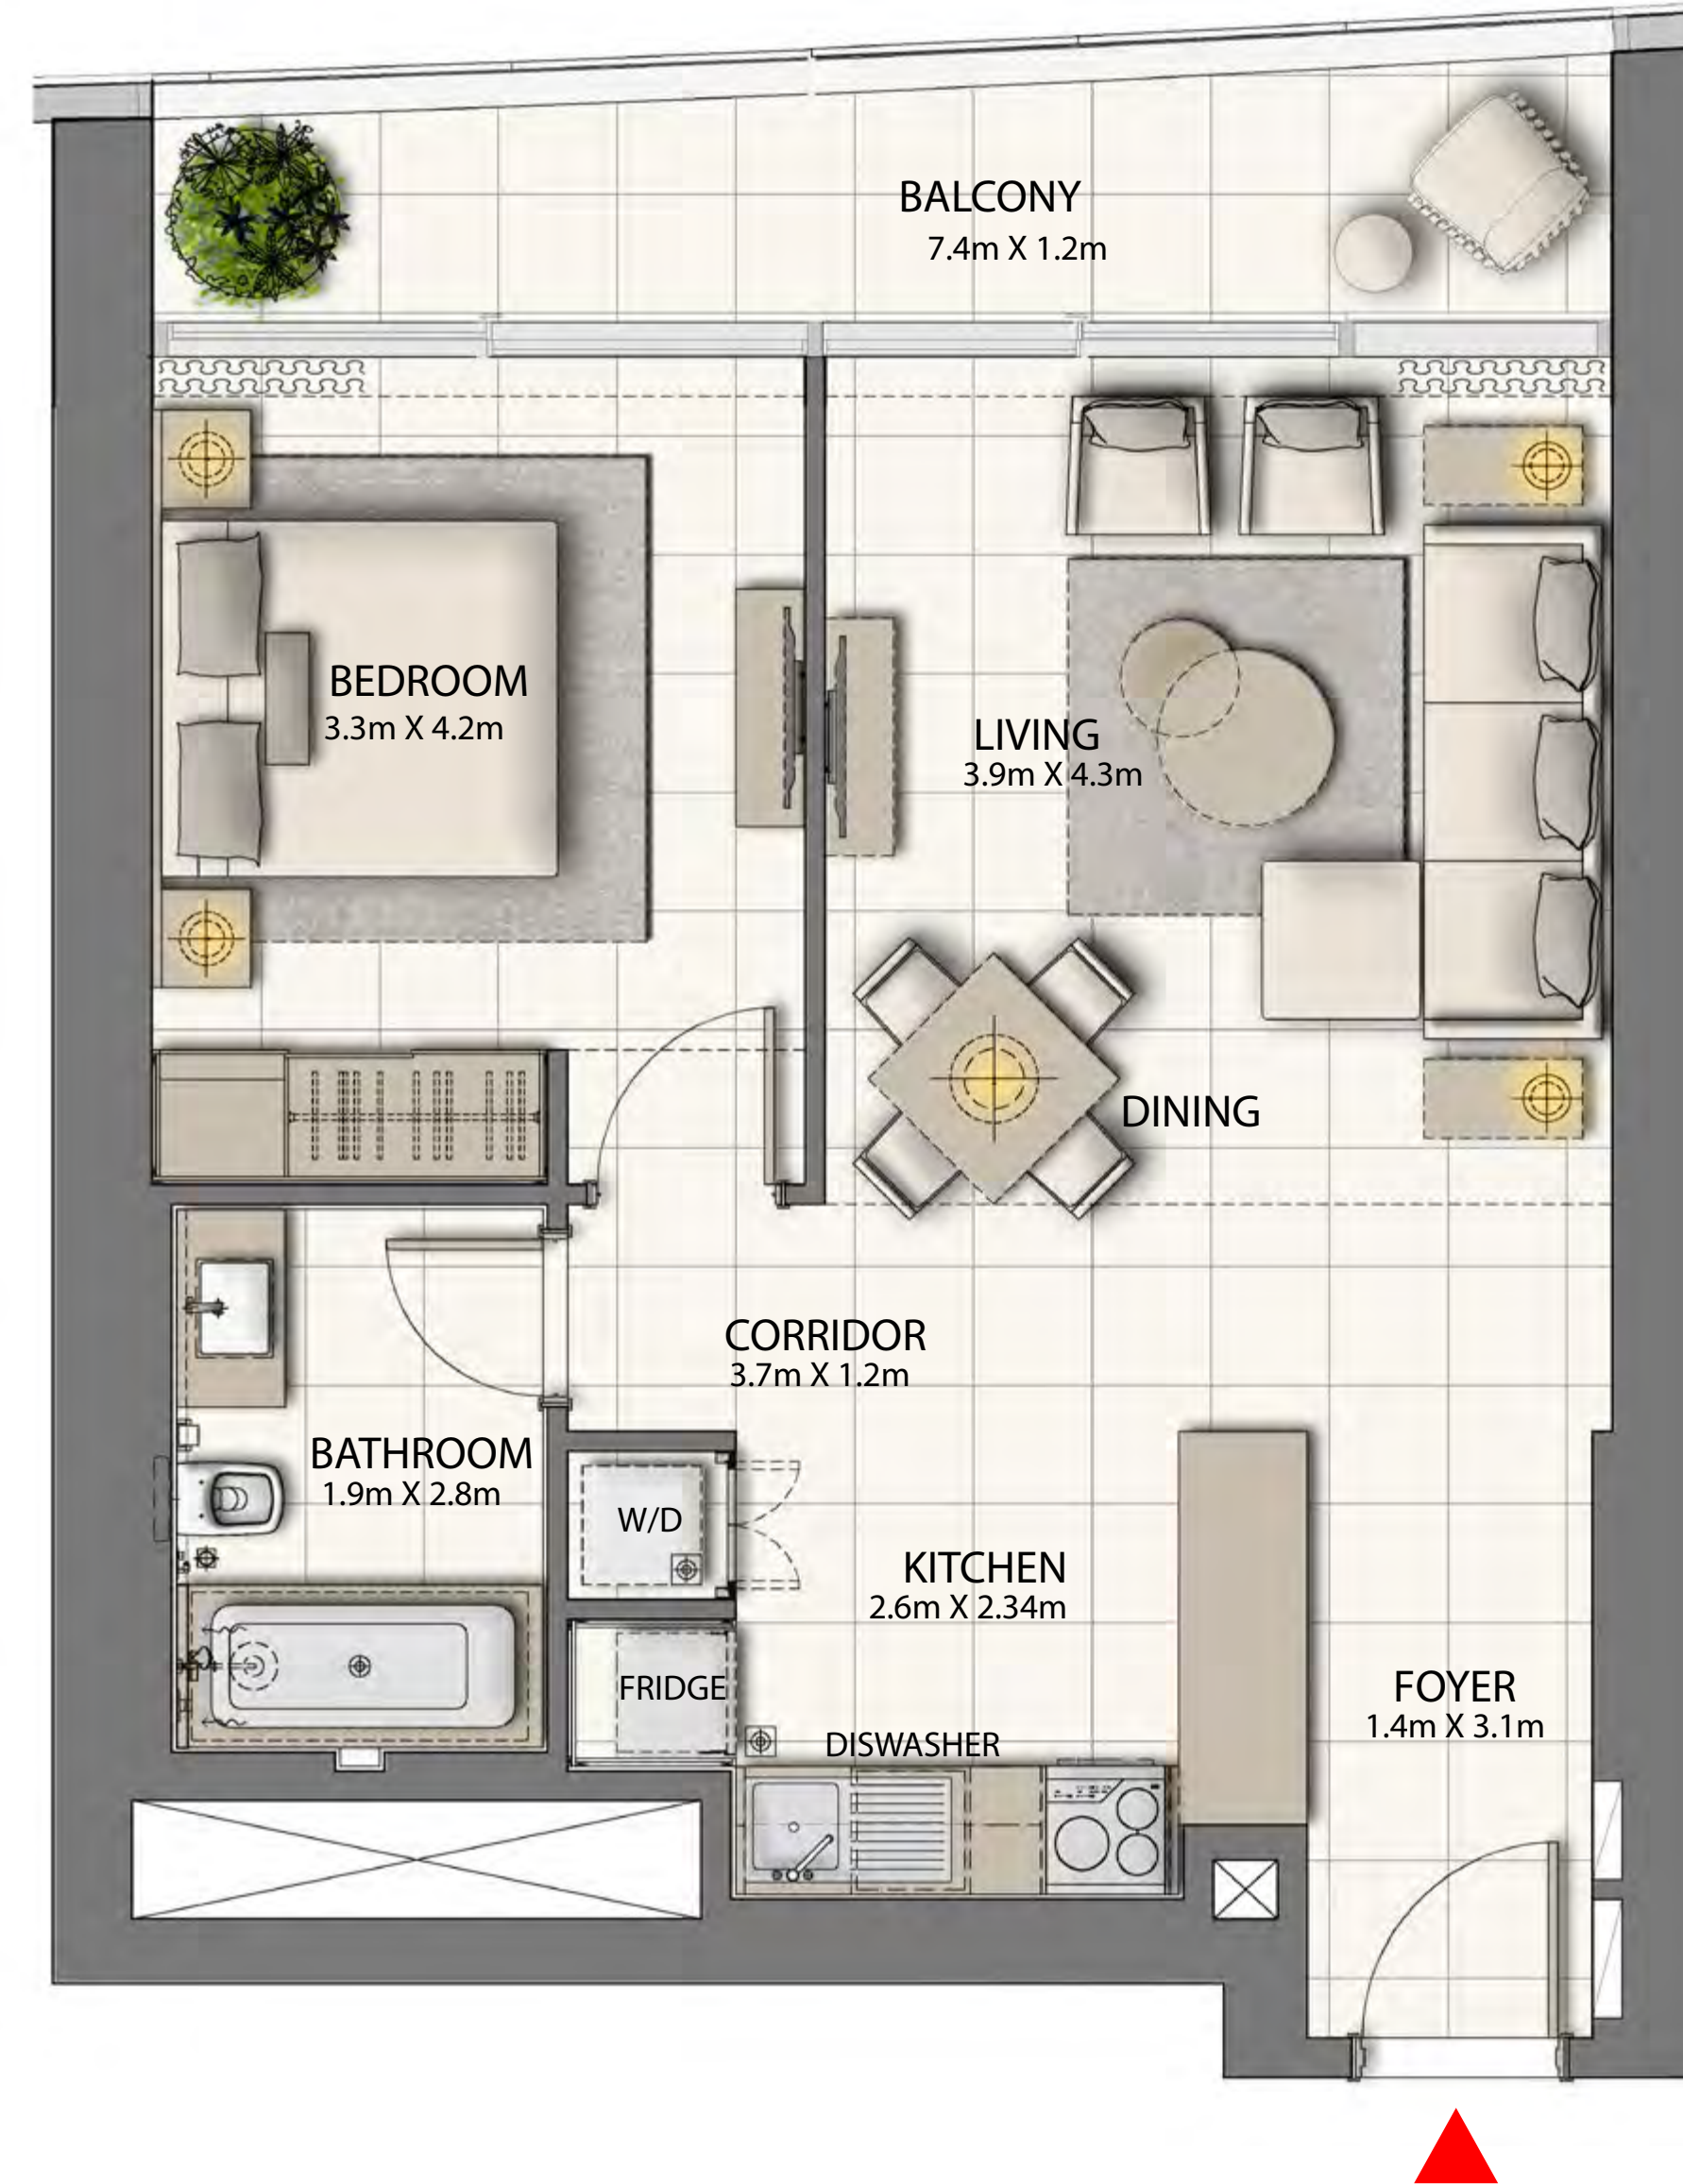 BALCONY
7.4m X 1.2m
BEDROOM
3.3m X 4.2m
LIVING
3.9m X 4.3m
DINING
CORRIDOR
3.7m X 1.2m
BATHROOM
1.9m X 2.8m
W/D
KITCHEN
2.6m X 2.34m
FRIDGE
FOYER
1.4m X 3.1m
DISWASHER